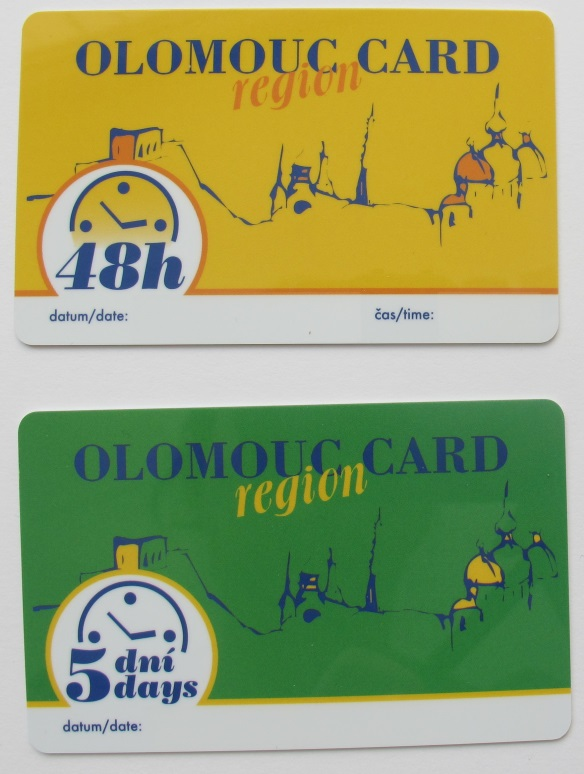 OLOMOUC CARD
region
48h
datum/date: čas/time:
OLOMOUC CARD
region
5 dní
days
datum/date: